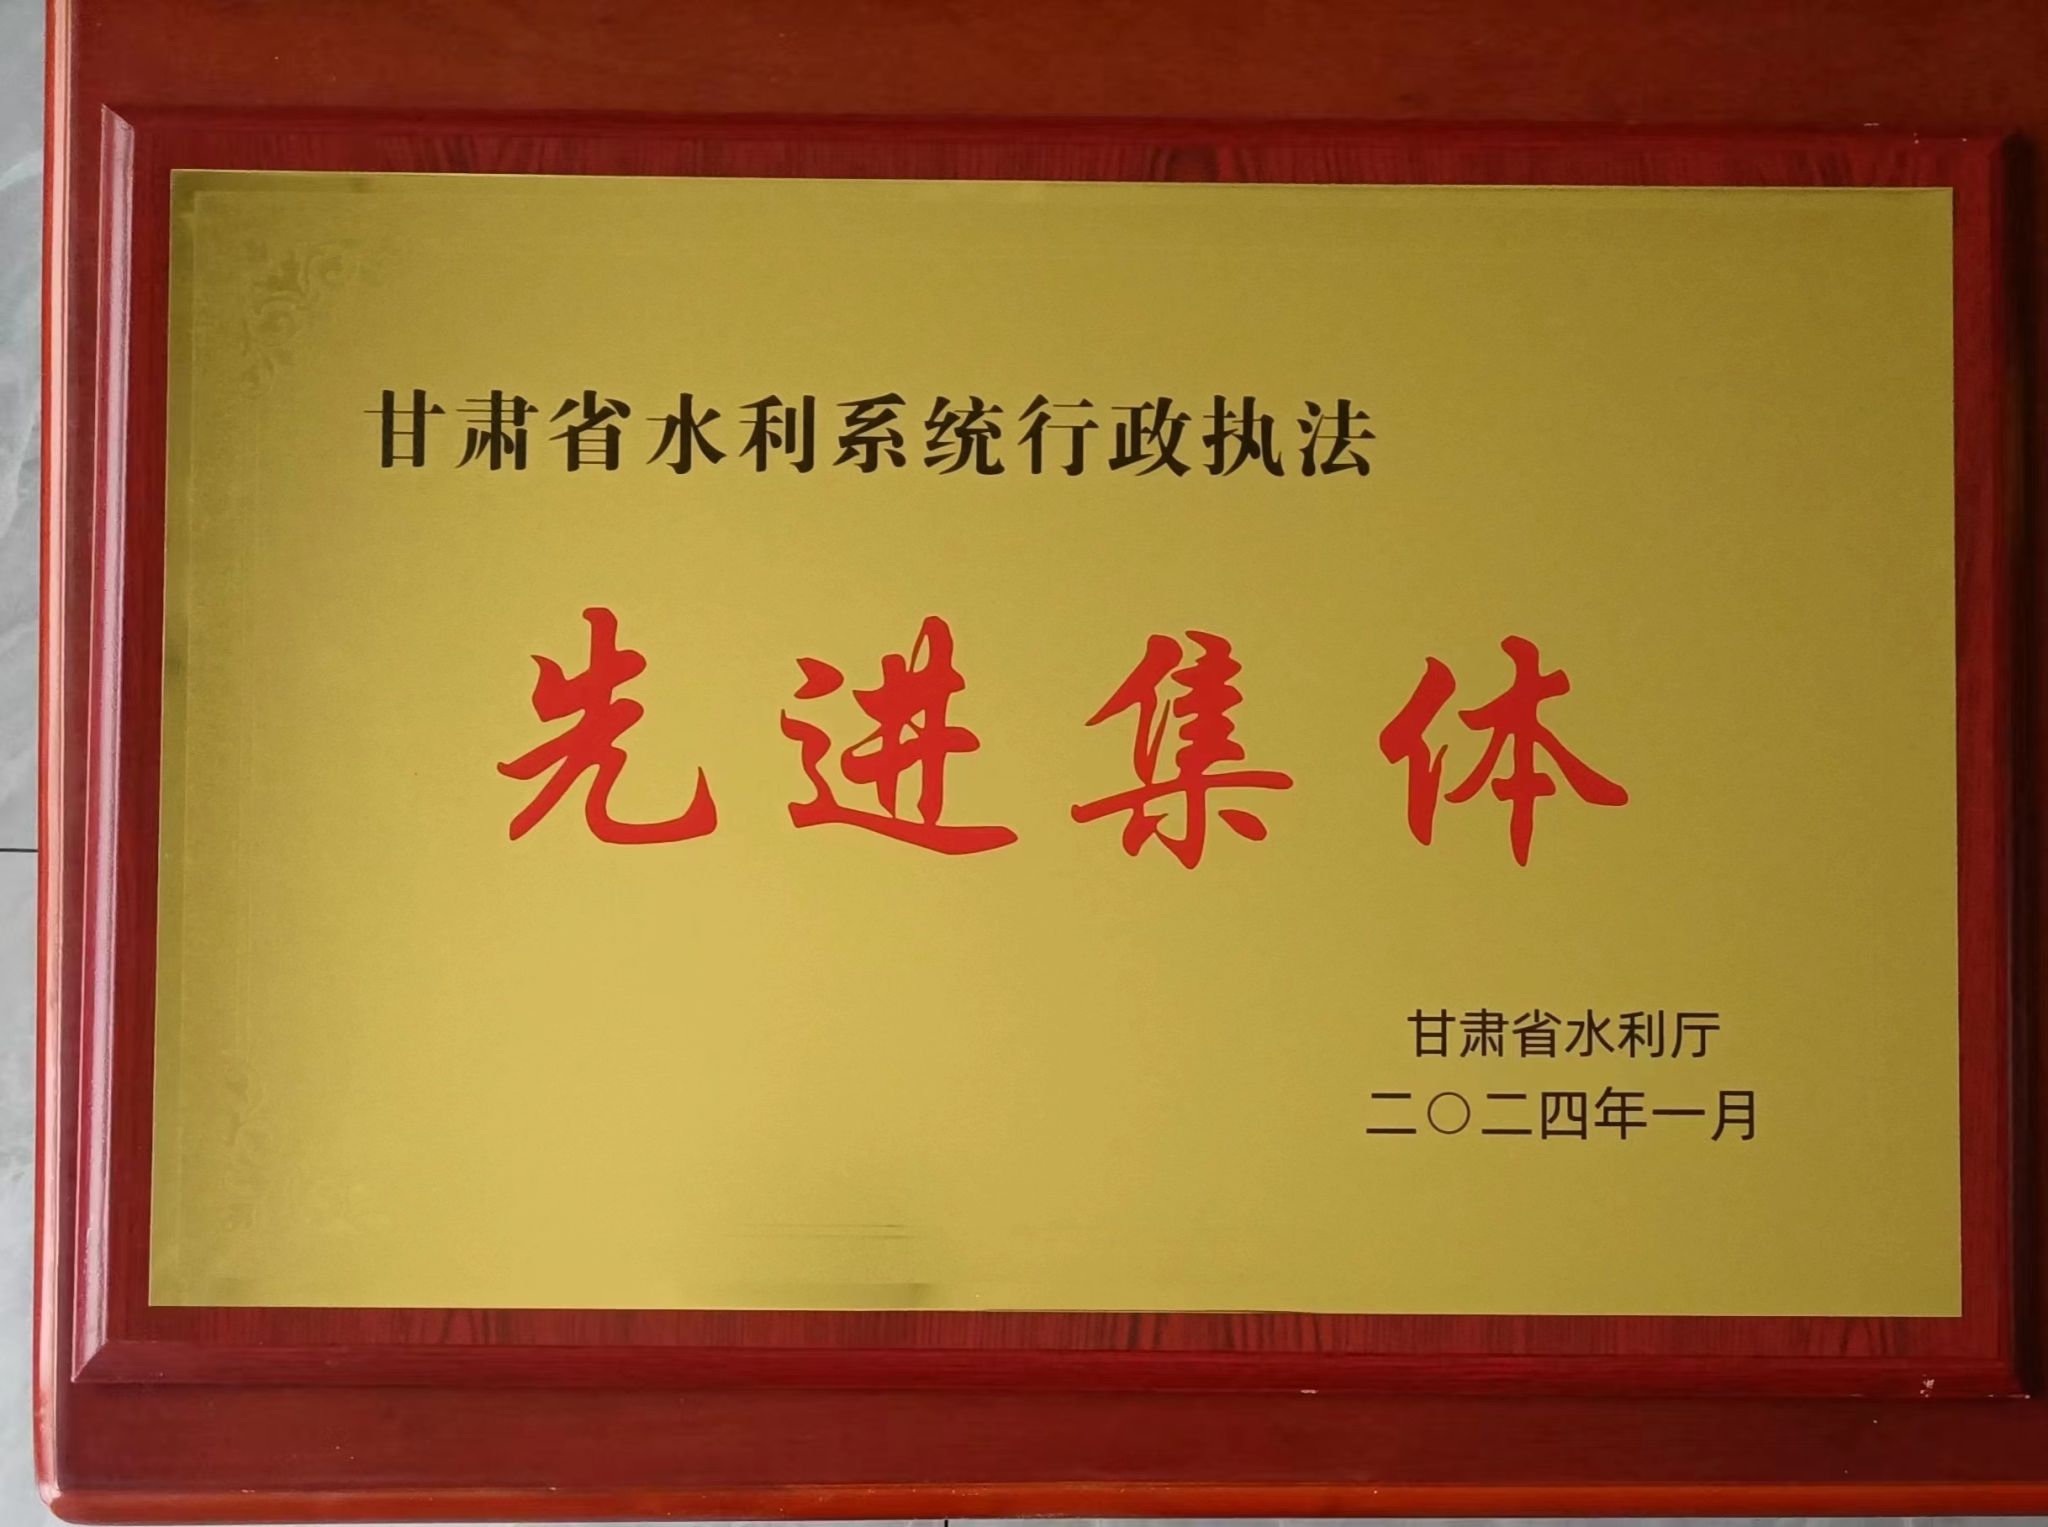 甘肃省水利系统行政执法
先进集体
甘肃省水利厅
二〇二四年一月